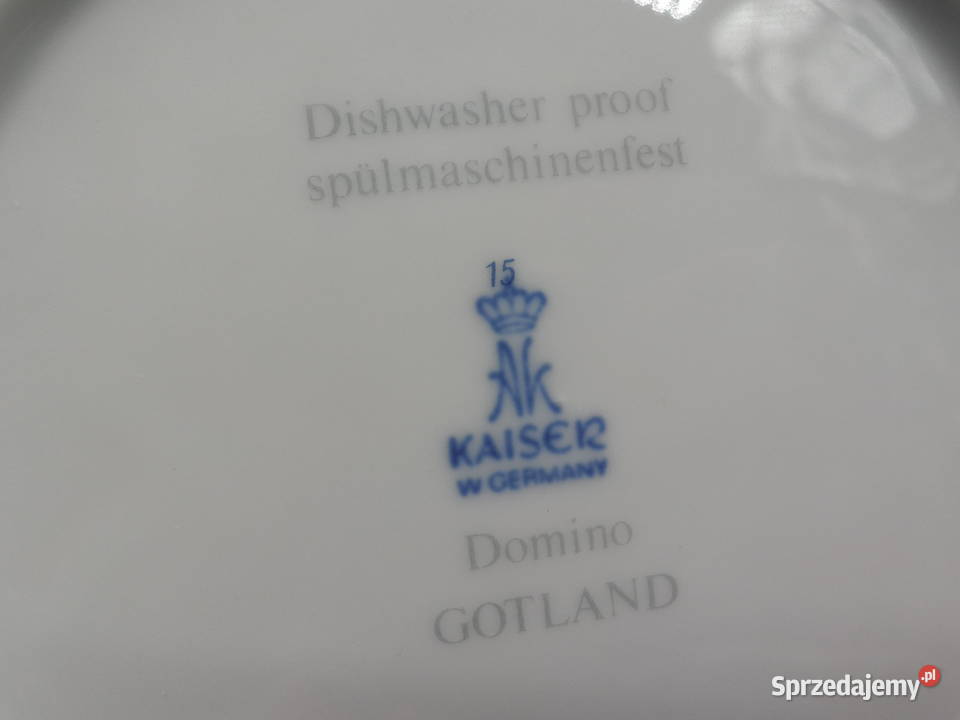 Dishwasher proof
spülmaschinenfest
15
AK
KAISER
W GERMANY
Domino
GOTLAND
Sprzedajemy.pl